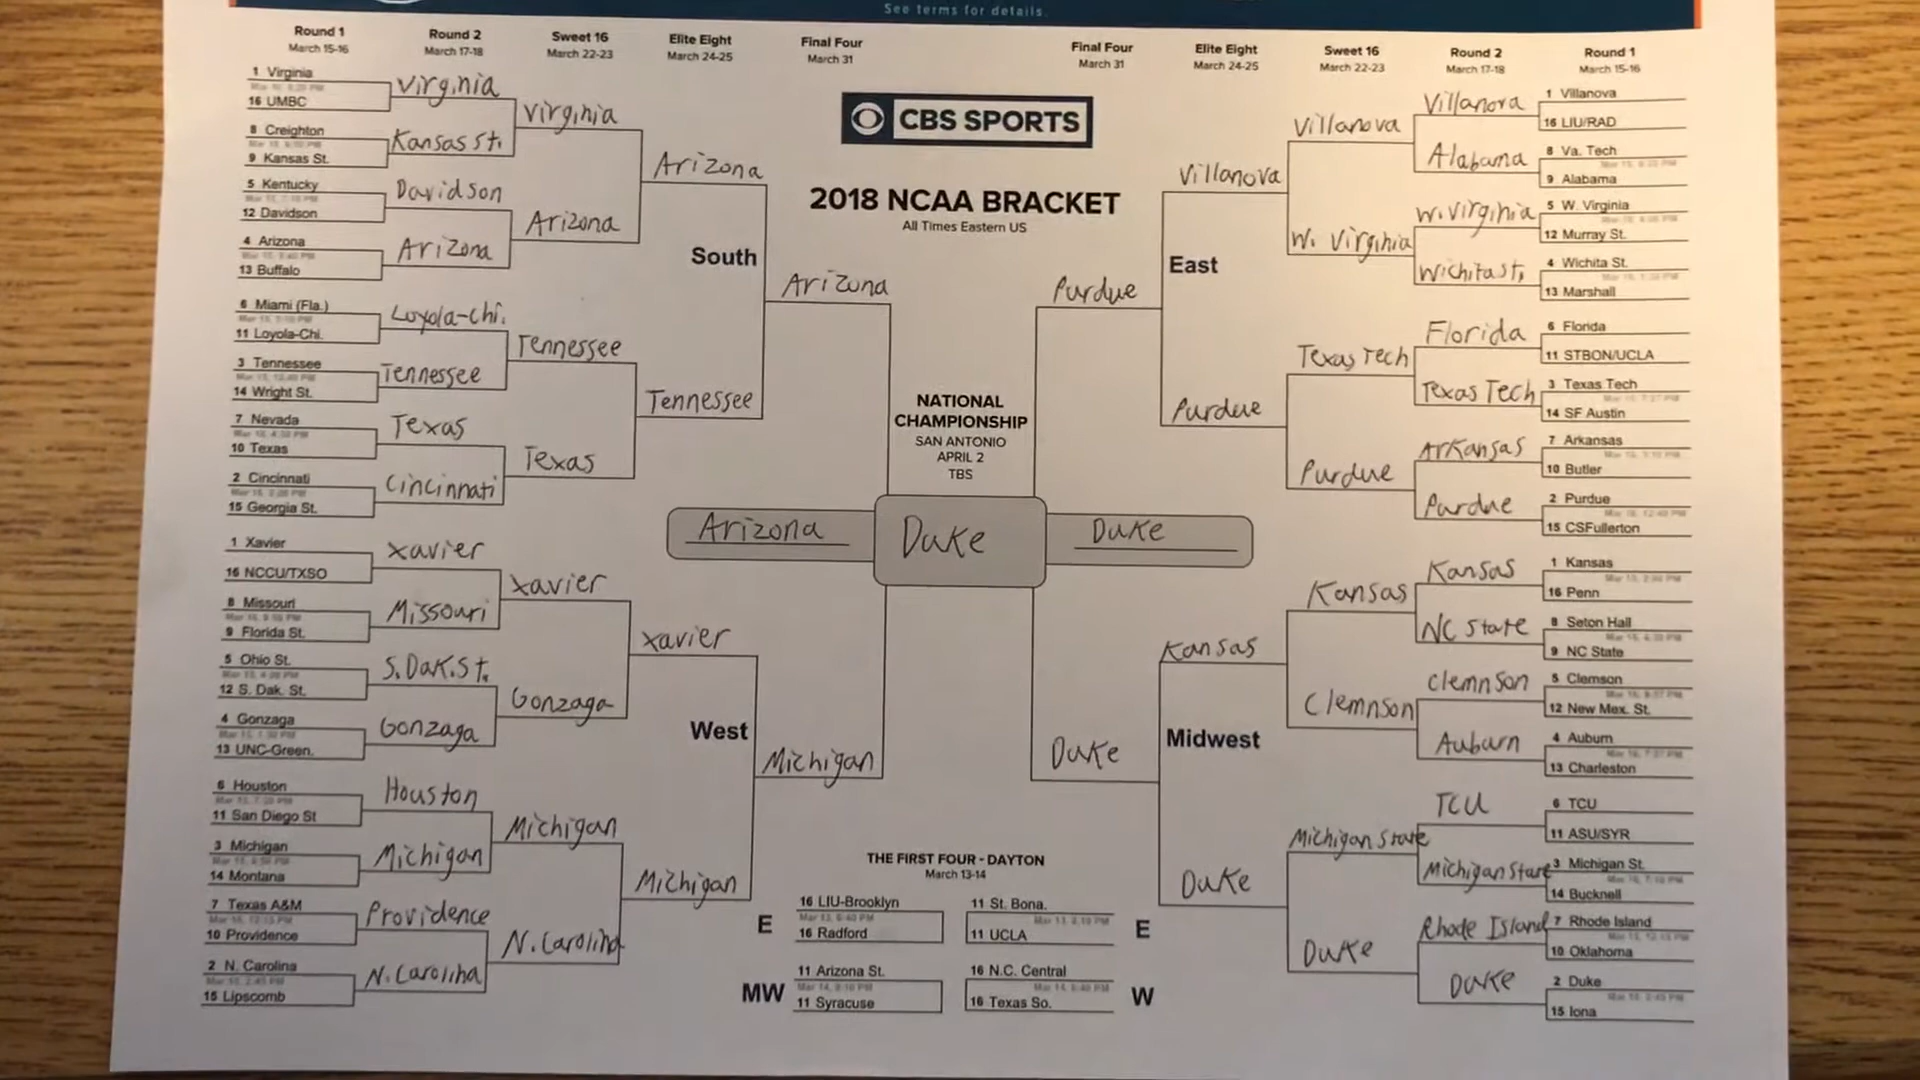 See terms for details.
Round 1
March 15-16
Round 2
March 17-18
Sweet 16
March 22-23
Elite Eight
March 24-25
Final Four
March 31
Final Four
March 31
Elite Eight
March 24-25
Sweet 16
March 22-23
Round 2
March 17-18
Round 1
March 15-16
CBS SPORTS
2018 NCAA BRACKET
All Times Eastern US
1 Virginia
16 UMBC
8 Creighton
9 Kansas St.
5 Kentucky
12 Davidson
4 Arizona
13 Buffalo
6 Miami (Fla.)
11 Loyola-Chi.
3 Tennessee
14 Wright St.
7 Nevada
10 Texas
2 Cincinnati
15 Georgia St.
Virginia
Kansas St.
Davidson
Arizona
Loyola-Chi.
Tennessee
Texas
Cincinnati
Virginia
Arizona
Tennessee
Texas
Arizona
Tennessee
South
Arizona
1 Xavier
16 NCCU/TXSO
8 Missouri
9 Florida St.
5 Ohio St.
12 S. Dak. St.
4 Gonzaga
13 UNC-Green.
6 Houston
11 San Diego St
3 Michigan
14 Montana
7 Texas A&M
10 Providence
2 N. Carolina
15 Lipscomb
Xavier
Missouri
S. Dak. St.
Gonzaga
Houston
Michigan
Providence
N. Carolina
Xavier
Gonzaga
Michigan
N. Carolina
Xavier
Michigan
West
Michigan
NATIONAL
CHAMPIONSHIP
SAN ANTONIO
APRIL 2
TBS
Arizona
Duke
Duke
Purdue
East
Villanova
Purdue
Villanova
W. Virginia
Texas Tech
Purdue
Villanova
Alabama
W. Virginia
Wichita St.
Florida
Texas Tech
Arkansas
Purdue
1 Villanova
16 LIU/RAD
8 Va. Tech
9 Alabama
5 W. Virginia
12 Murray St.
4 Wichita St.
13 Marshall
6 Florida
11 STBON/UCLA
3 Texas Tech
14 SF Austin
7 Arkansas
10 Butler
2 Purdue
15 CSFullerton
Duke
Midwest
Kansas
Duke
Kansas
Clemnson
Michigan State
Duke
Kansas
NC State
Clemnson
Auburn
TCU
Michigan State
Rhode Island
Duke
1 Kansas
16 Penn
8 Seton Hall
9 NC State
5 Clemson
12 New Mex. St.
4 Auburn
13 Charleston
6 TCU
11 ASU/SYR
3 Michigan St.
14 Bucknell
7 Rhode Island
10 Oklahoma
2 Duke
15 Iona
THE FIRST FOUR - DAYTON
March 13-14
E
16 LIU-Brooklyn
16 Radford
11 St. Bona.
11 UCLA
E
MW
11 Arizona St.
11 Syracuse
16 N.C. Central
16 Texas So.
W